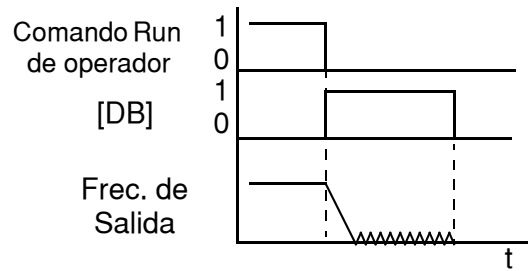 Comando Run
de operador
1
0
[DB]
1
0
Frec. de
Salida
t